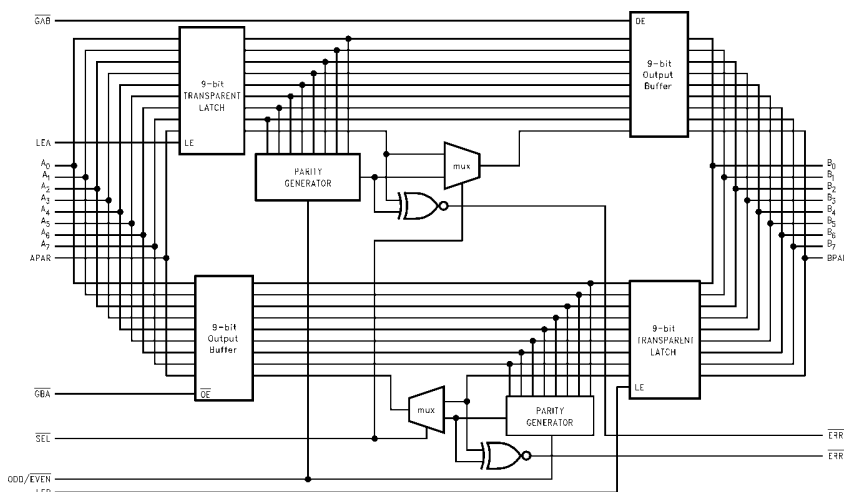 GAB
OE
9-bit
TRANSPARENT
LATCH
9-bit
Output
Buffer
LEA
LE
mux
A0
A1
A2
A3
A4
A5
A6
A7
APAR
PARITY
GENERATOR
B0
B1
B2
B3
B4
B5
B6
B7
BPAR
9-bit
Output
Buffer
9-bit
TRANSPARENT
LATCH
GBA
OE
LE
mux
PARITY
GENERATOR
SEL
ERR
ERR
ODD/EVEN